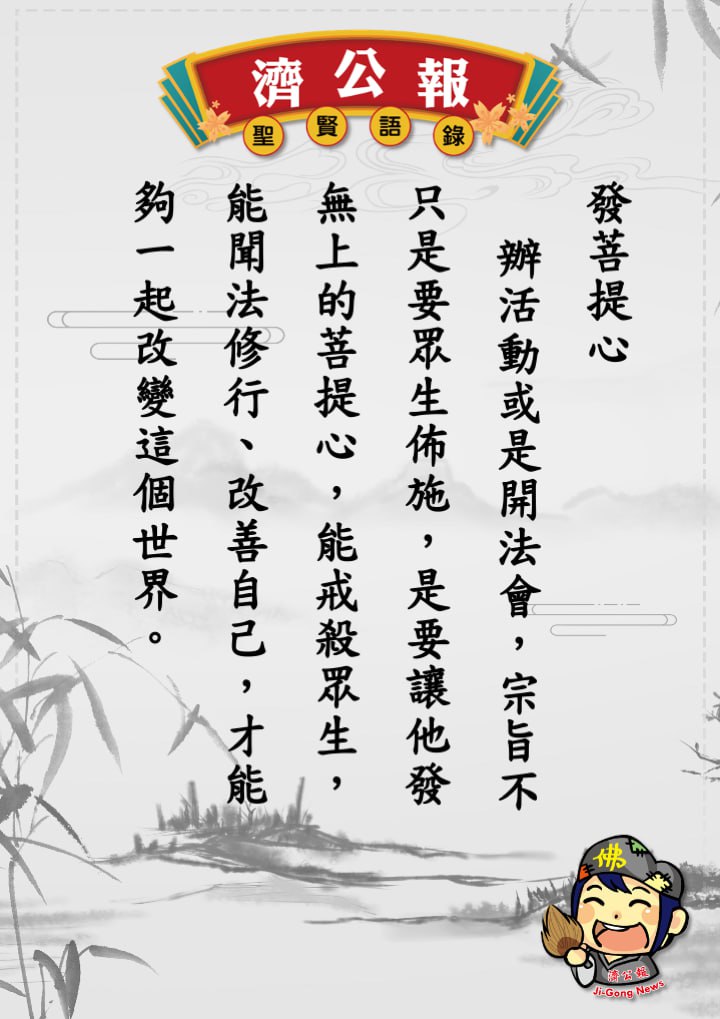 濟公報
聖賢語錄
發菩提心
辦活動或是開法會，宗旨不
只是要眾生佈施，是要讓他發
無上的菩提心，能戒殺眾生，
能聞法修行、改善自己，才能
夠一起改變這個世界。
佛
濟公報
Ji-Gong News